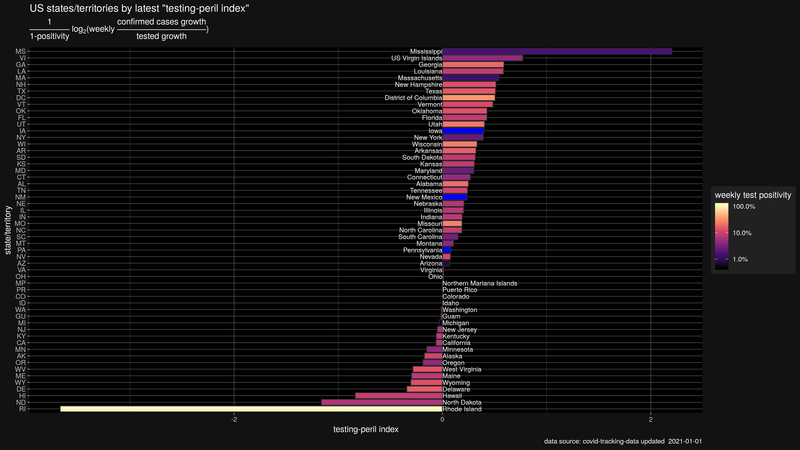 US states/territories by latest "testing-peril index"
1 confirmed cases growth
log2(weekly )
1-positivity tested growth
MS Mississippi
VI US Virgin Islands
GA Georgia
LA Louisiana
MA Massachusetts
NH New Hampshire
TX Texas
DC District of Columbia
VT Vermont
OK Oklahoma
FL Florida
UT Utah
IA Iowa
NY New York
WI Wisconsin
AR Arkansas
SD South Dakota
KS Kansas
MD Maryland
CT Connecticut
AL Alabama
TN Tennessee
NM New Mexico
NE Nebraska
IL Illinois
IN Indiana
MO Missouri
NC North Carolina
SC South Carolina
MT Montana
PA Pennsylvania
NV Nevada
AZ Arizona
VA Virginia
OH Ohio
MP Northern Mariana Islands
PR Puerto Rico
CO Colorado
ID Idaho
WA Washington
GU Guam
MI Michigan
NJ New Jersey
KY Kentucky
CA California
MN Minnesota
AK Alaska
OR Oregon
WV West Virginia
ME Maine
WY Wyoming
DE Delaware
HI Hawaii
ND North Dakota
RI Rhode Island
state/territory
-2 0 2
testing-peril index
weekly test positivity
100.0%
10.0%
1.0%
data source: covid-tracking-data updated 2021-01-01